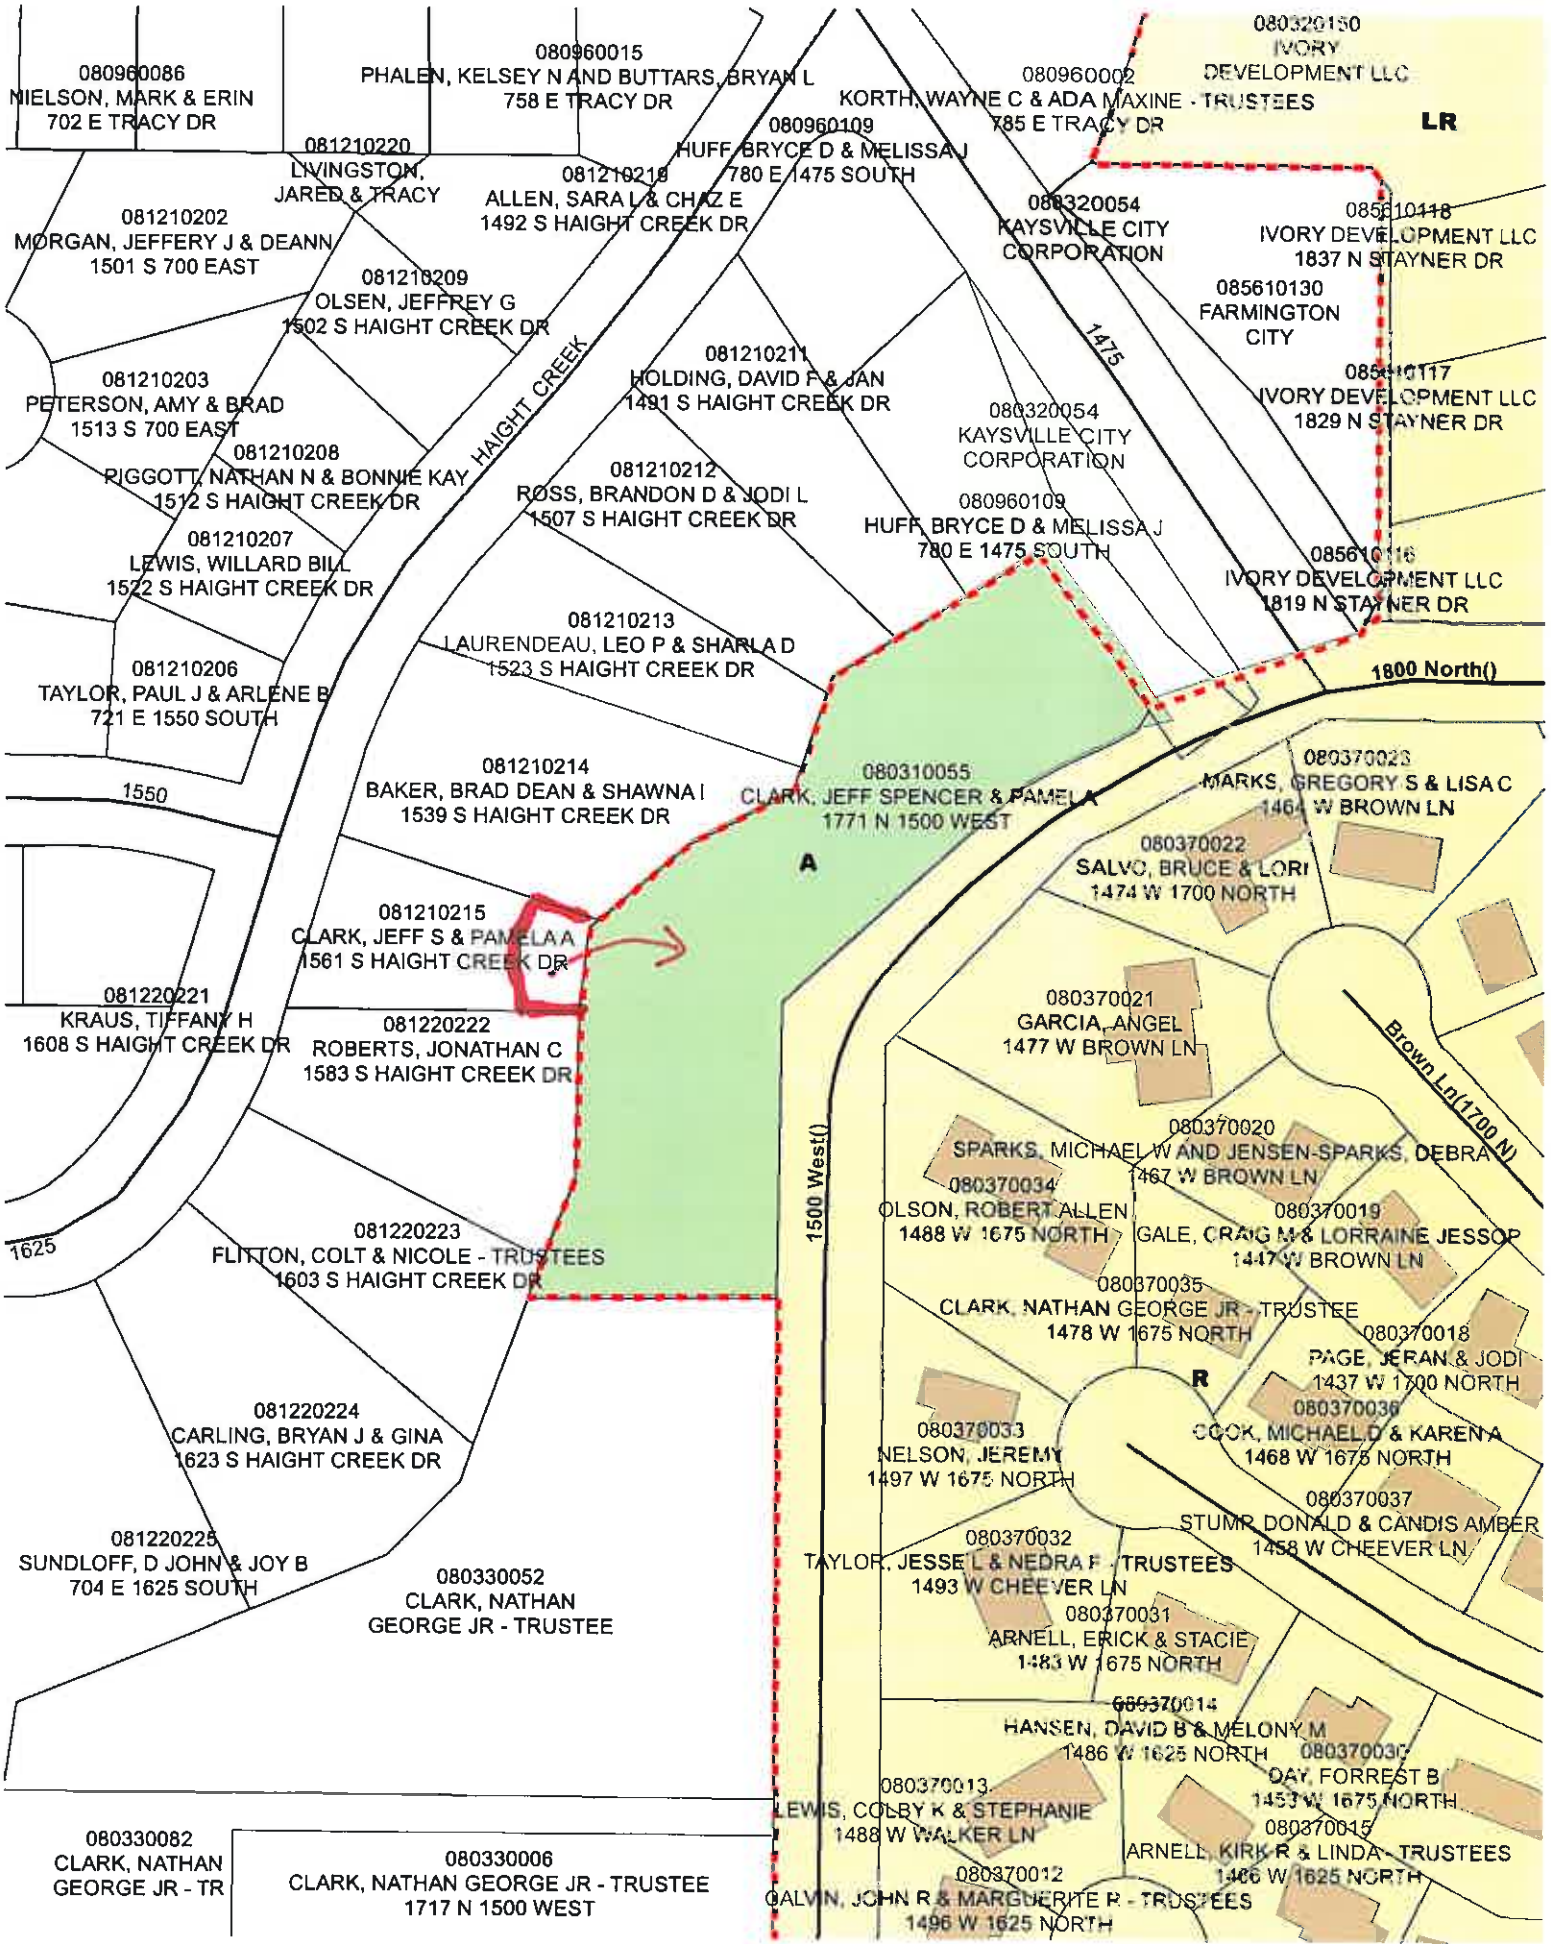 080960086
NIELSON, MARK & ERIN
702 E TRACY DR
080960015
PHALEN, KELSEY N AND BUTTARS, BRYAN L
758 E TRACY DR
080960002
KORTH, WAYNE C & ADA MAXINE - TRUSTEES
785 E TRACY DR
080320150
IVORY
DEVELOPMENT LLC
LR
080960109
HUFF, BRYCE D & MELISSA J
780 E 1475 SOUTH
081210220
LIVINGSTON,
JARED & TRACY
081210219
ALLEN, SARA L & CHAZ E
1492 S HAIGHT CREEK DR
081210202
MORGAN, JEFFERY J & DEANN
1501 S 700 EAST
080320054
KAYSVILLE CITY
CORPORATION
085610118
IVORY DEVELOPMENT LLC
1837 N STAYNER DR
081210209
OLSEN, JEFFREY G
1502 S HAIGHT CREEK DR
085610130
FARMINGTON
CITY
1475
HAIGHT CREEK
081210203
PETERSON, AMY & BRAD
1513 S 700 EAST
081210211
HOLDING, DAVID F & JAN
1491 S HAIGHT CREEK DR
085610117
IVORY DEVELOPMENT LLC
1829 N STAYNER DR
080320054
KAYSVILLE CITY
CORPORATION
081210208
PIGGOTT, NATHAN N & BONNIE KAY
1512 S HAIGHT CREEK DR
081210212
ROSS, BRANDON D & JODI L
1507 S HAIGHT CREEK DR
080960109
HUFF, BRYCE D & MELISSA J
780 E 1475 SOUTH
081210207
LEWIS, WILLARD BILL
1522 S HAIGHT CREEK DR
085610116
IVORY DEVELOPMENT LLC
1819 N STAYNER DR
081210213
LAURENDEAU, LEO P & SHARLA D
1523 S HAIGHT CREEK DR
081210206
TAYLOR, PAUL J & ARLENE B
721 E 1550 SOUTH
1800 North()
1550
081210214
BAKER, BRAD DEAN & SHAWNA I
1539 S HAIGHT CREEK DR
080310055
CLARK, JEFF SPENCER & PAMELA
1771 N 1500 WEST
080370023
MARKS, GREGORY S & LISA C
1464 W BROWN LN
A
080370022
SALVO, BRUCE & LORI
1474 W 1700 NORTH
081210215
CLARK, JEFF S & PAMELA A
1561 S HAIGHT CREEK DR
081220221
KRAUS, TIFFANY H
1608 S HAIGHT CREEK DR
081220222
ROBERTS, JONATHAN C
1583 S HAIGHT CREEK DR
080370021
GARCIA, ANGEL
1477 W BROWN LN
Brown Ln(1700 N)
1500 West()
080370020
SPARKS, MICHAEL W AND JENSEN-SPARKS, DEBRA
1467 W BROWN LN
080370034
OLSON, ROBERT ALLEN
1488 W 1675 NORTH
080370019
GALE, CRAIG M & LORRAINE JESSOP
1447 W BROWN LN
1625
081220223
FLITTON, COLT & NICOLE - TRUSTEES
1603 S HAIGHT CREEK DR
080370035
CLARK, NATHAN GEORGE JR - TRUSTEE
1478 W 1675 NORTH
080370018
PAGE, JERAN & JODI
1437 W 1700 NORTH
R
081220224
CARLING, BRYAN J & GINA
1623 S HAIGHT CREEK DR
080370033
NELSON, JEREMY
1497 W 1675 NORTH
080370036
COOK, MICHAEL D & KAREN A
1468 W 1675 NORTH
080370037
STUMP, DONALD & CANDIS AMBER
1458 W CHEEVER LN
081220225
SUNDLOFF, D JOHN & JOY B
704 E 1625 SOUTH
080330052
CLARK, NATHAN
GEORGE JR - TRUSTEE
080370032
TAYLOR, JESSE L & NEDRA F - TRUSTEES
1493 W CHEEVER LN
080370031
ARNELL, ERICK & STACIE
1483 W 1675 NORTH
080370014
HANSEN, DAVID B & MELONY M
1486 W 1625 NORTH
080370030
DAY, FORREST B
1453 W 1675 NORTH
080370013
LEWIS, COLBY K & STEPHANIE
1488 W WALKER LN
080370015
ARNELL, KIRK R & LINDA - TRUSTEES
1466 W 1625 NORTH
080330082
CLARK, NATHAN
GEORGE JR - TR
080330006
CLARK, NATHAN GEORGE JR - TRUSTEE
1717 N 1500 WEST
080370012
GALVIN, JOHN R & MARGUERITE R - TRUSTEES
1496 W 1625 NORTH